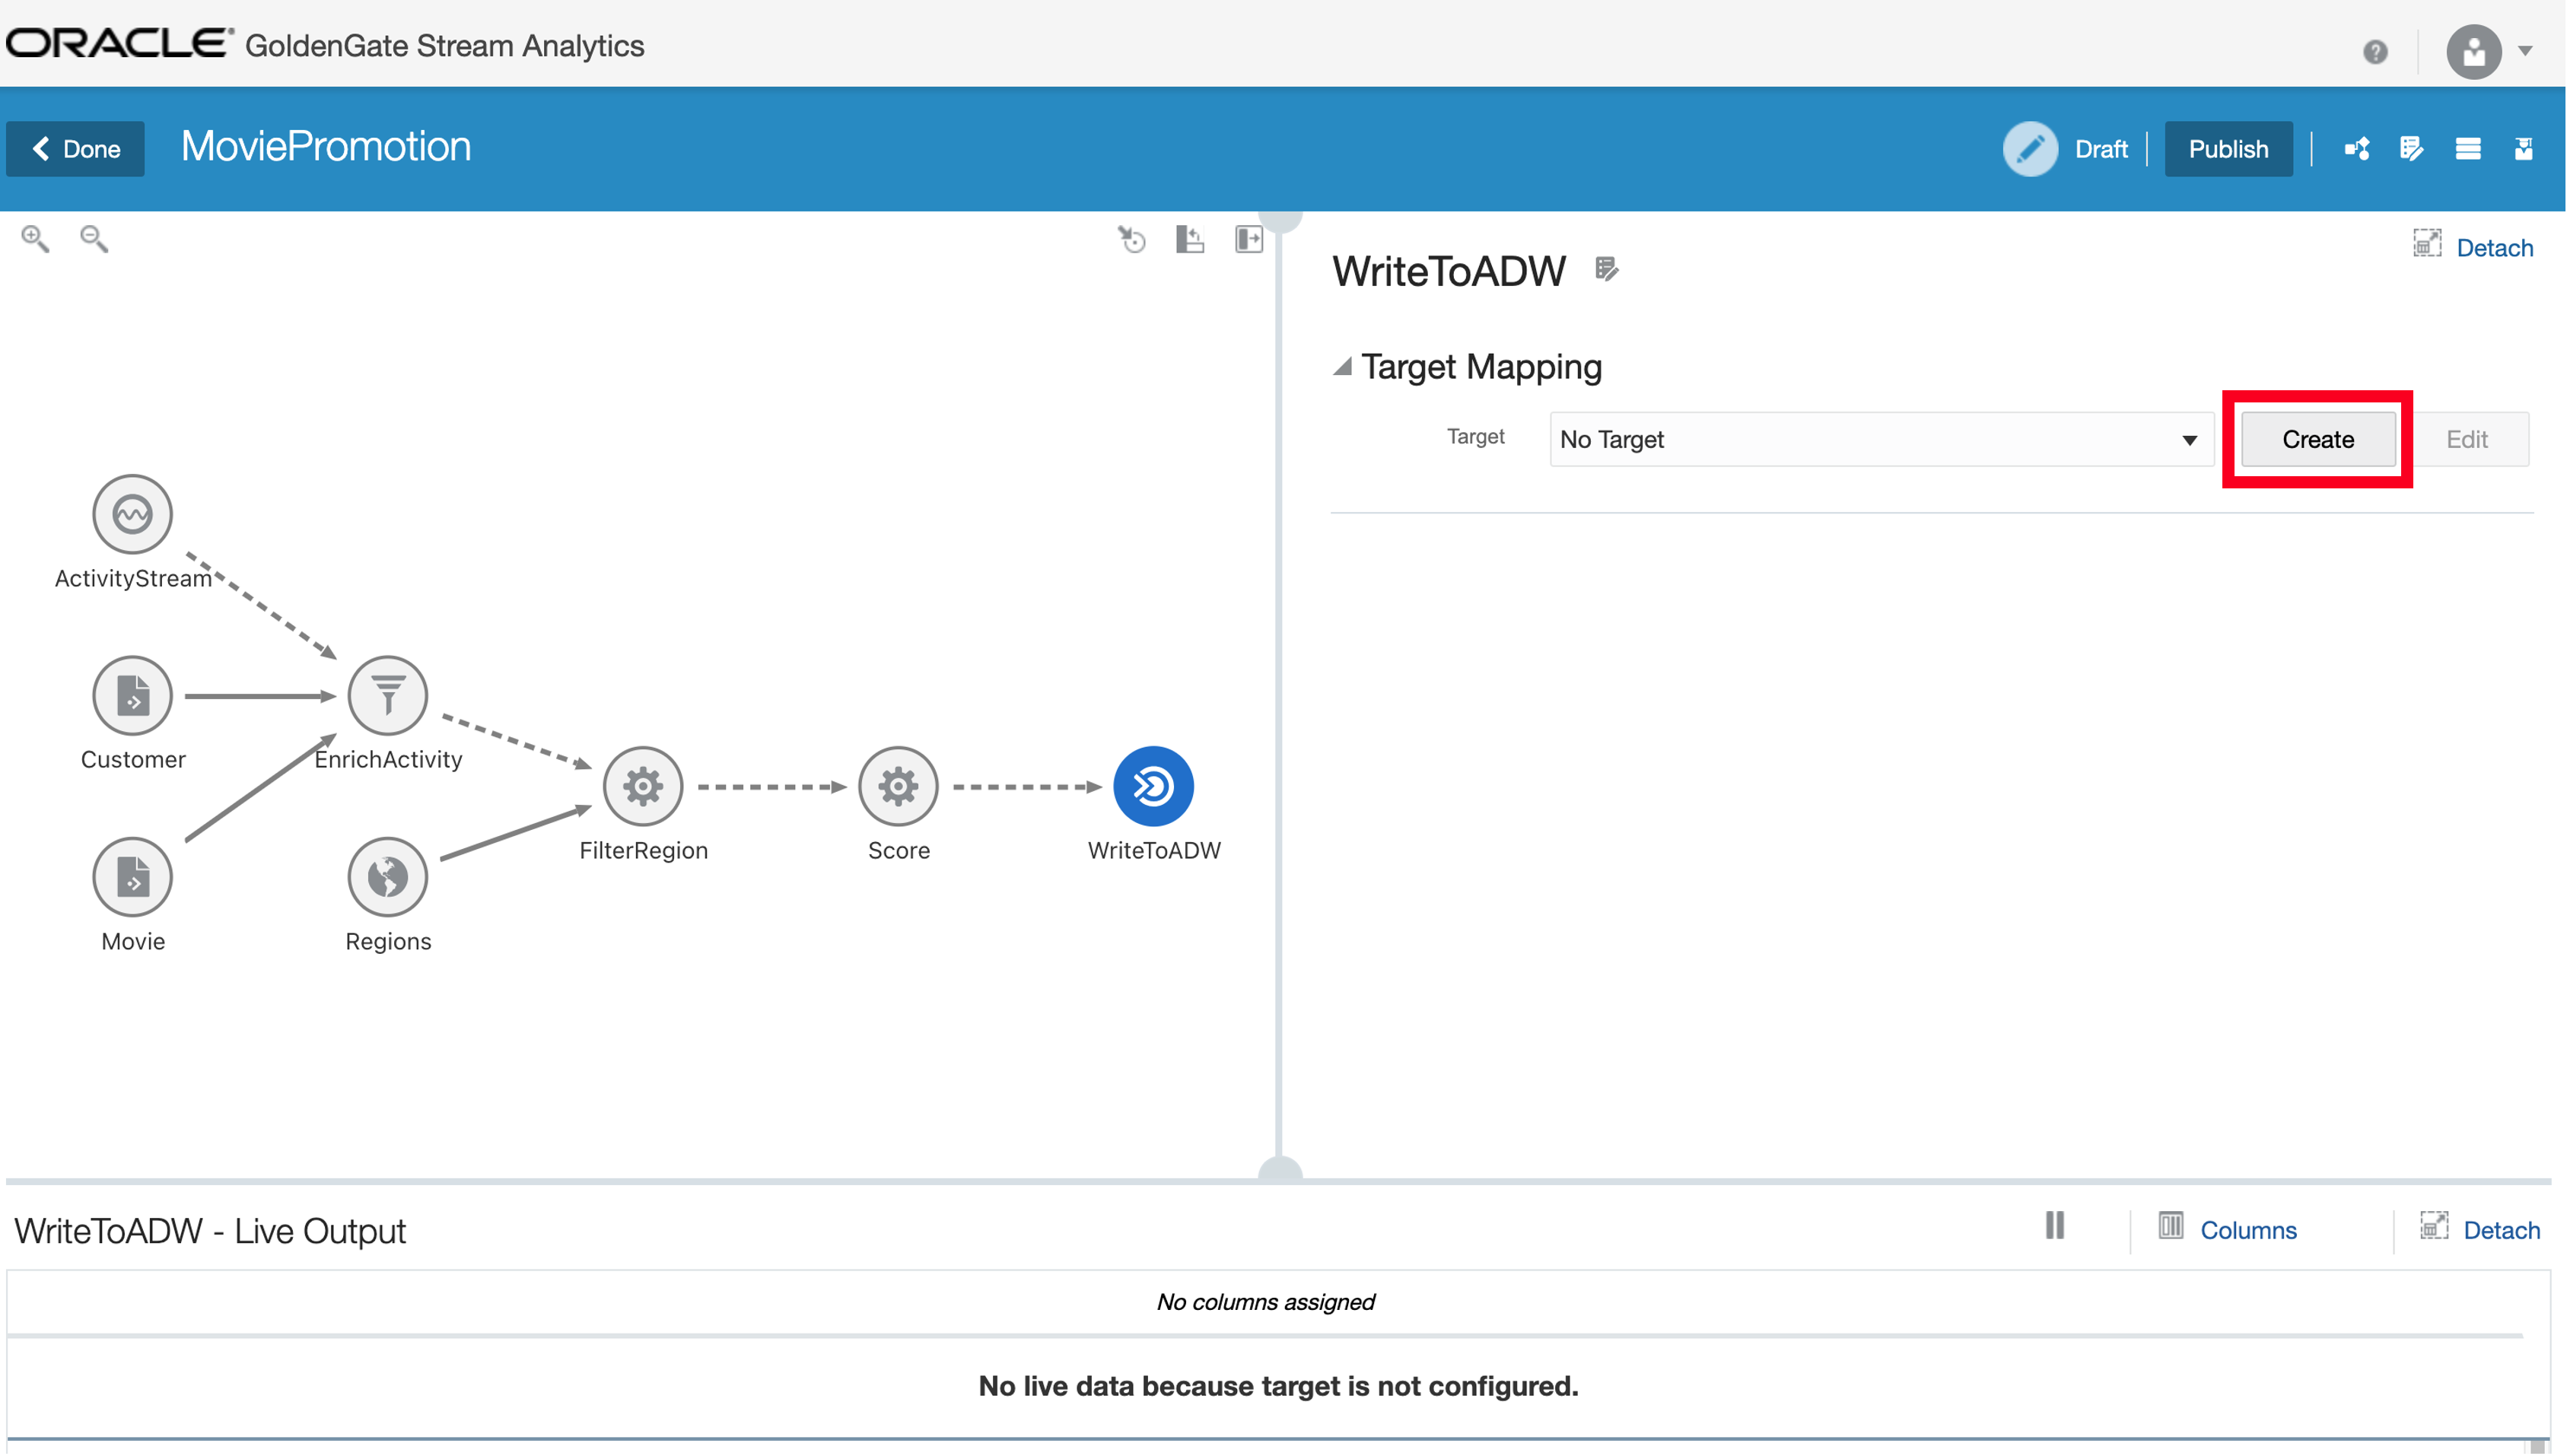 ORACLE® GoldenGate Stream Analytics
Done
MoviePromotion
Draft
Publish
WriteToADW
Detach
Target Mapping
Target
No Target
Create
Edit
ActivityStream
Customer
EnrichActivity
FilterRegion
Score
WriteToADW
Movie
Regions
WriteToADW - Live Output
Columns
Detach
No columns assigned
No live data because target is not configured.